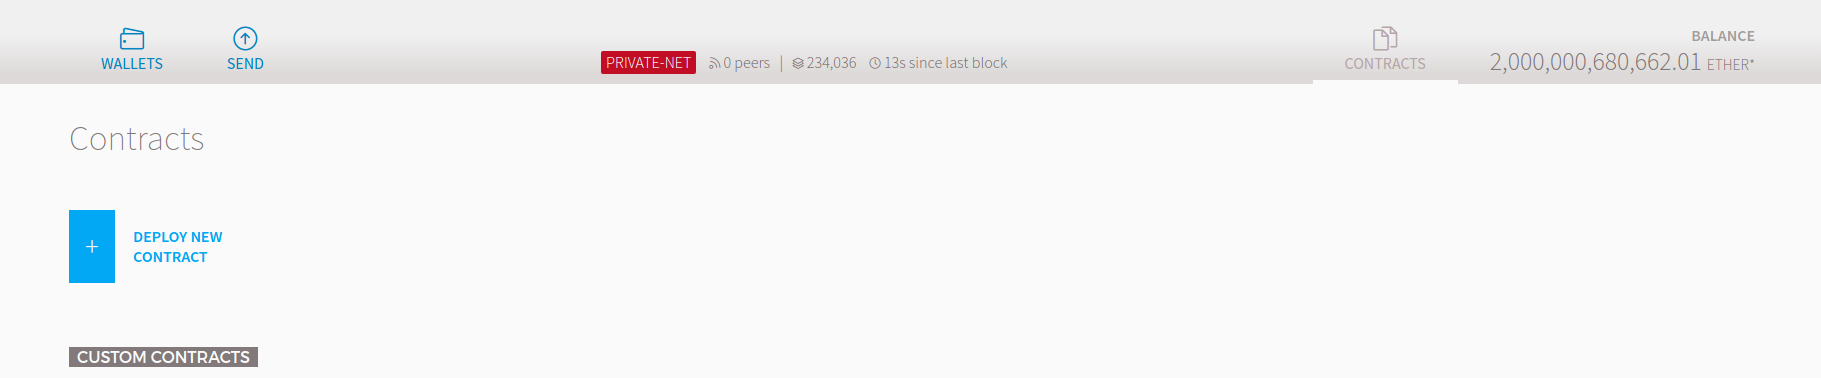 WALLETS
SEND
PRIVATE-NET 0 peers | 234,036 13s since last block
CONTRACTS
BALANCE
2,000,000,680,662.01 ETHER*
Contracts
+
DEPLOY NEW
CONTRACT
CUSTOM CONTRACTS